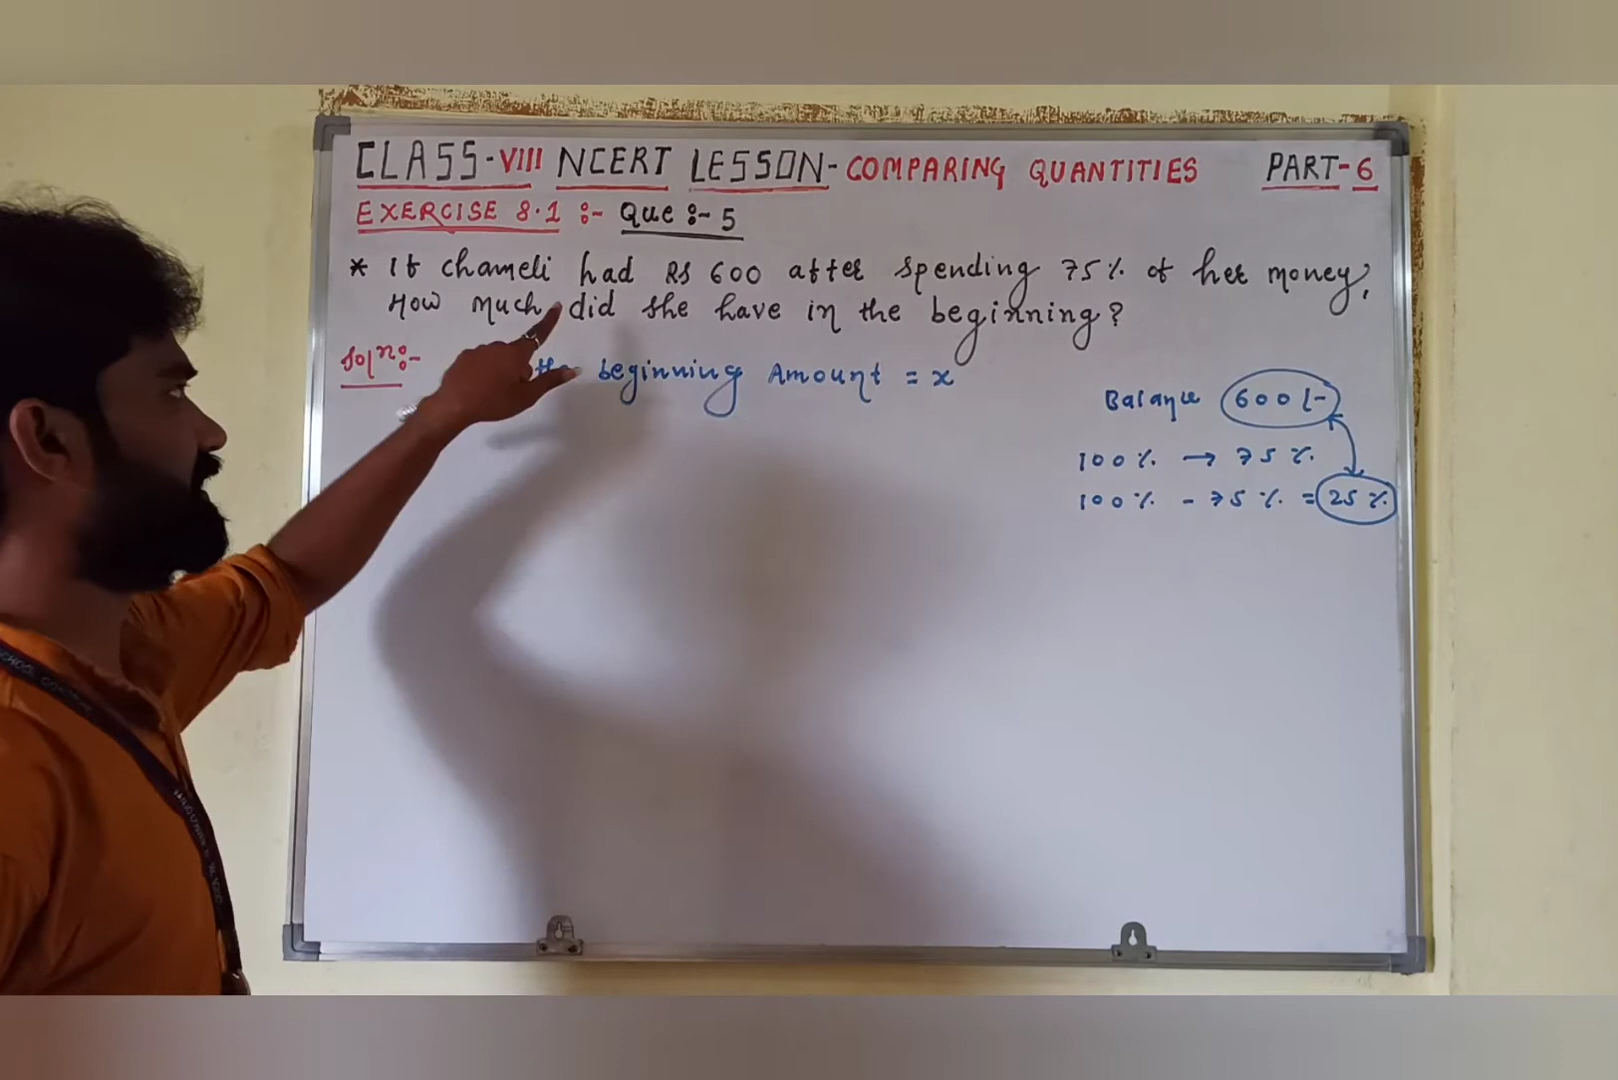 CLASS-VIII NCERT LESSON-COMPARING QUANTITIES PART-6
EXERCISE 8.1 :- Que :- 5
* If chameli had Rs 600 after spending 75% of her money,
How much did she have in the beginning?
Soln:-
the beginning Amount = x
Balance 600/-
100% → 75%
100% - 75% = 25%